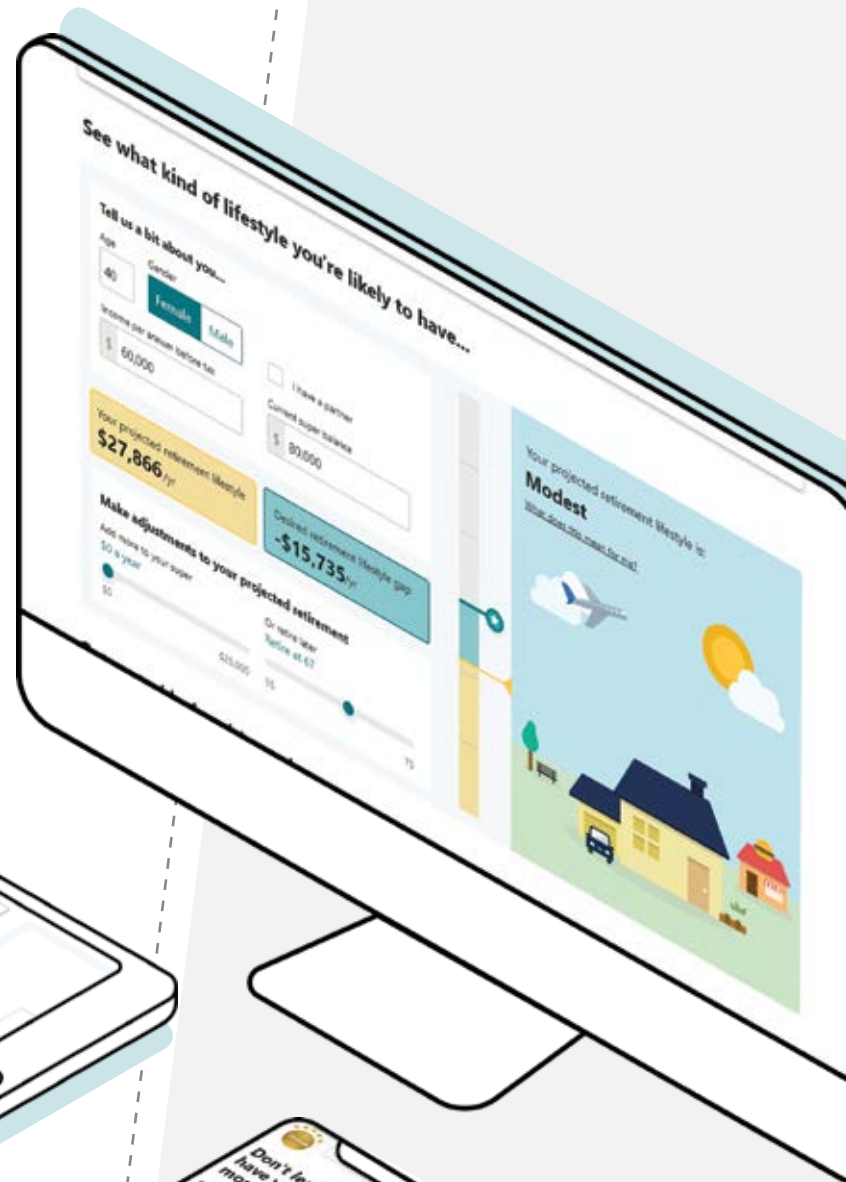 See what kind of lifestyle you're likely to have...
Tell us a bit about you...
Age
40
Gender
Female
Male
Income per annum before tax
$ 60,000
I have a partner
Current super balance
$ 80,000
Your projected retirement lifestyle
$27,866/yr
Desired retirement lifestyle gap
-$15,735/yr
Make adjustments to your projected retirement
Add more to your super
$0 a year
$0
$25,000
Or retire later
Retire at 67
55
75
Your projected retirement lifestyle is:
Modest
What does this mean for me?
Don't le
have
mo